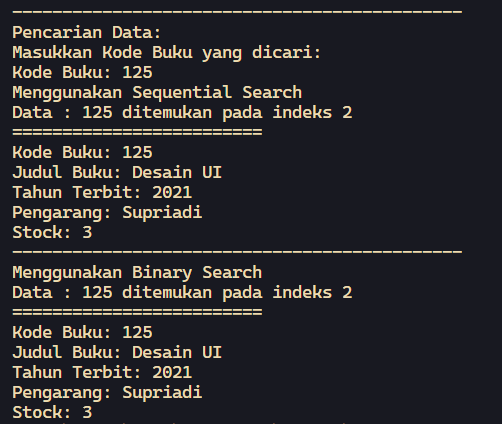 ---------------------------------------------
Pencarian Data:
Masukkan Kode Buku yang dicari:
Kode Buku: 125
Menggunakan Sequential Search
Data : 125 ditemukan pada indeks 2
=========================
Kode Buku: 125
Judul Buku: Desain UI
Tahun Terbit: 2021
Pengarang: Supriadi
Stock: 3
---------------------------------------------
Menggunakan Binary Search
Data : 125 ditemukan pada indeks 2
=========================
Kode Buku: 125
Judul Buku: Desain UI
Tahun Terbit: 2021
Pengarang: Supriadi
Stock: 3